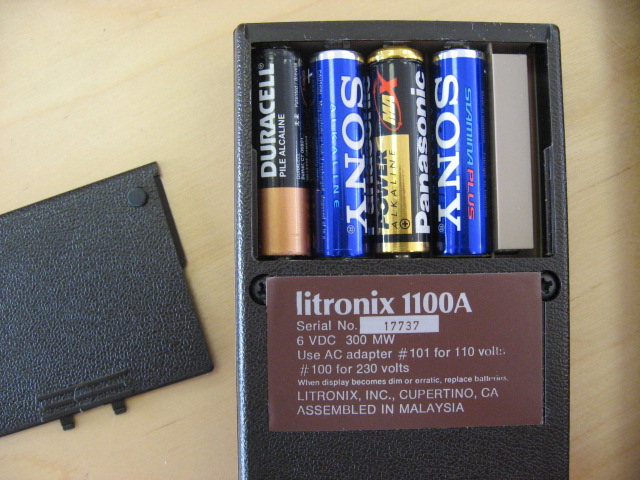 DURACELL
PILE ALCALINE
SONY
ALKALINE
POWER MAX
ALKALINE
Panasonic
SONY
STAMINA PLUS
litronix 1100A
Serial No. 17737
6 VDC 300 MW
Use AC adapter #101 for 110 volts
#100 for 230 volts
When display becomes dim or erratic, replace batteries.
LITRONIX, INC., CUPERTINO, CA
ASSEMBLED IN MALAYSIA